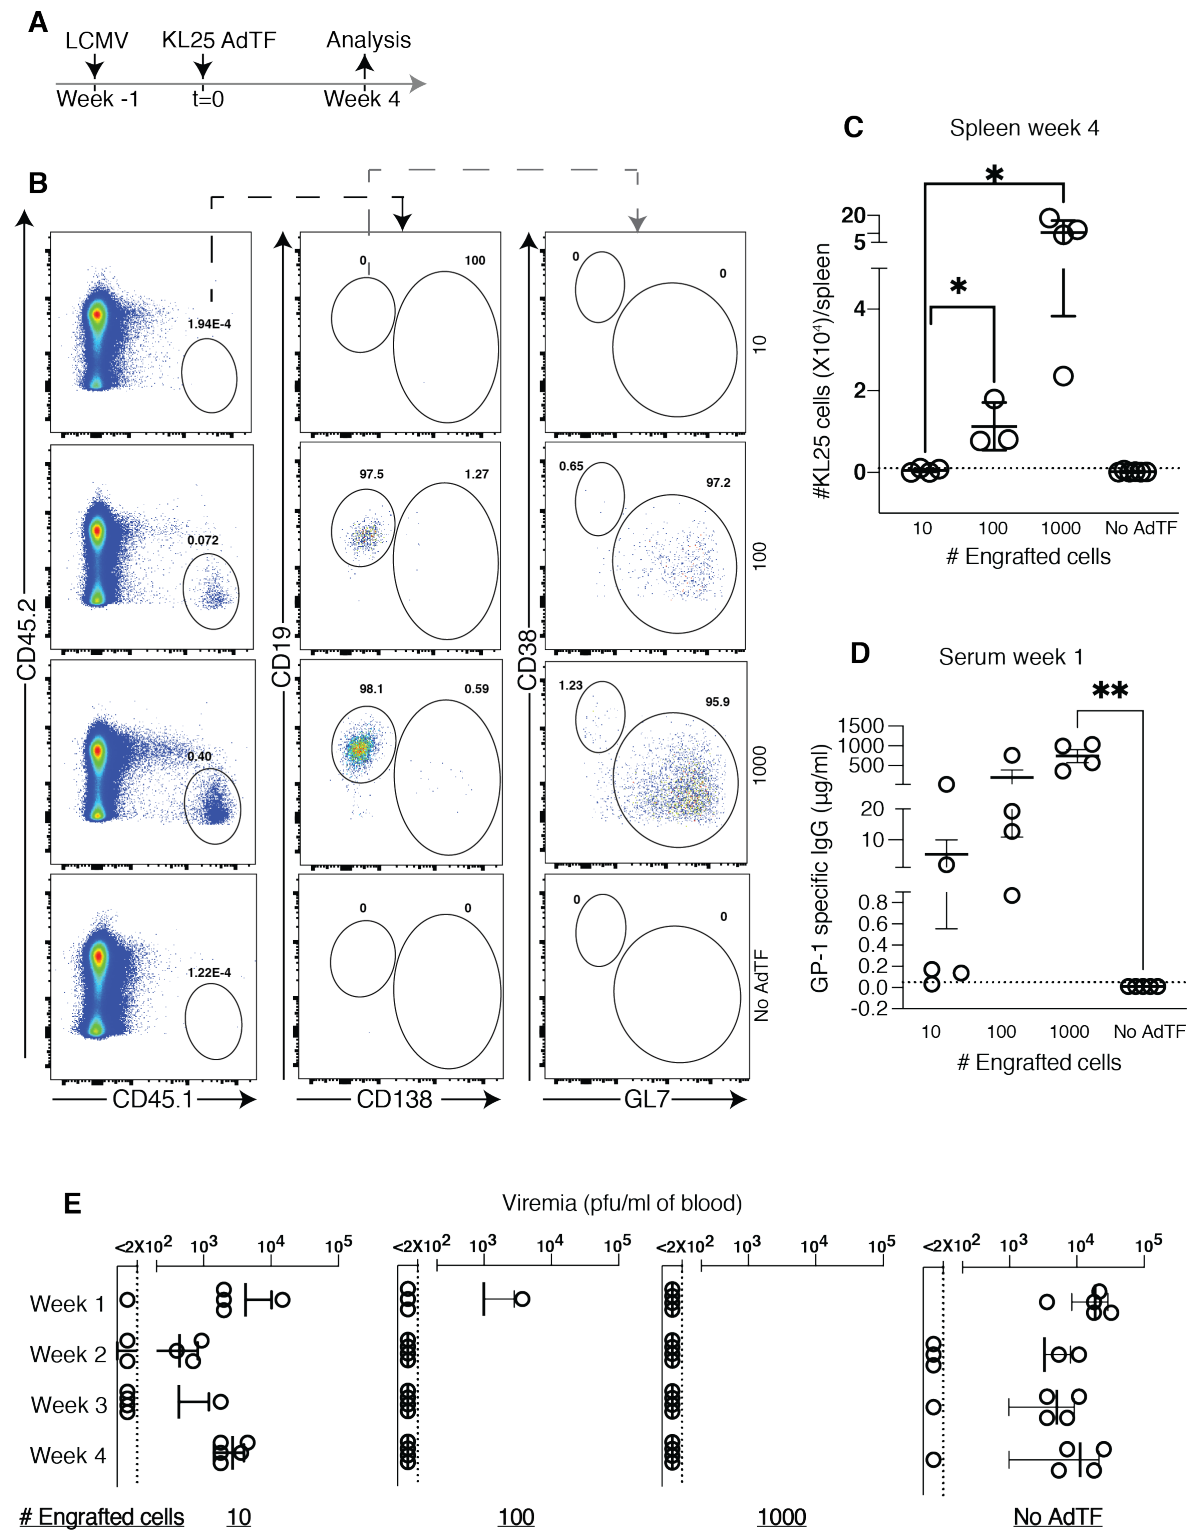 A
LCMV KL25 AdTF Analysis
Week -1 t=0 Week 4
B
CD45.2
CD19
CD38
1.94E-4
0 100
0 0
10
0.072
97.5 1.27
0.65 97.2
100
0.40
98.1 0.59
1.23 95.9
1000
1.22E-4
0 0
0 0
No AdTF
CD45.1 CD138 GL7
C
Spleen week 4
#KL25 cells (X10⁴)/spleen
*
*
20
5
4
2
0
10 100 1000 No AdTF
# Engrafted cells
D
Serum week 1
GP-1 specific IgG (µg/ml)
**
1500
1000
500
20
10
0.8
0.6
0.4
0.2
0.0
-0.2
10 100 1000 No AdTF
# Engrafted cells
E
Viremia (pfu/ml of blood)
<2X10² 10³ 10⁴ 10⁵ <2X10² 10³ 10⁴ 10⁵ <2X10² 10³ 10⁴ 10⁵ <2X10² 10³ 10⁴ 10⁵
Week 1
Week 2
Week 3
Week 4
# Engrafted cells 10 100 1000 No AdTF